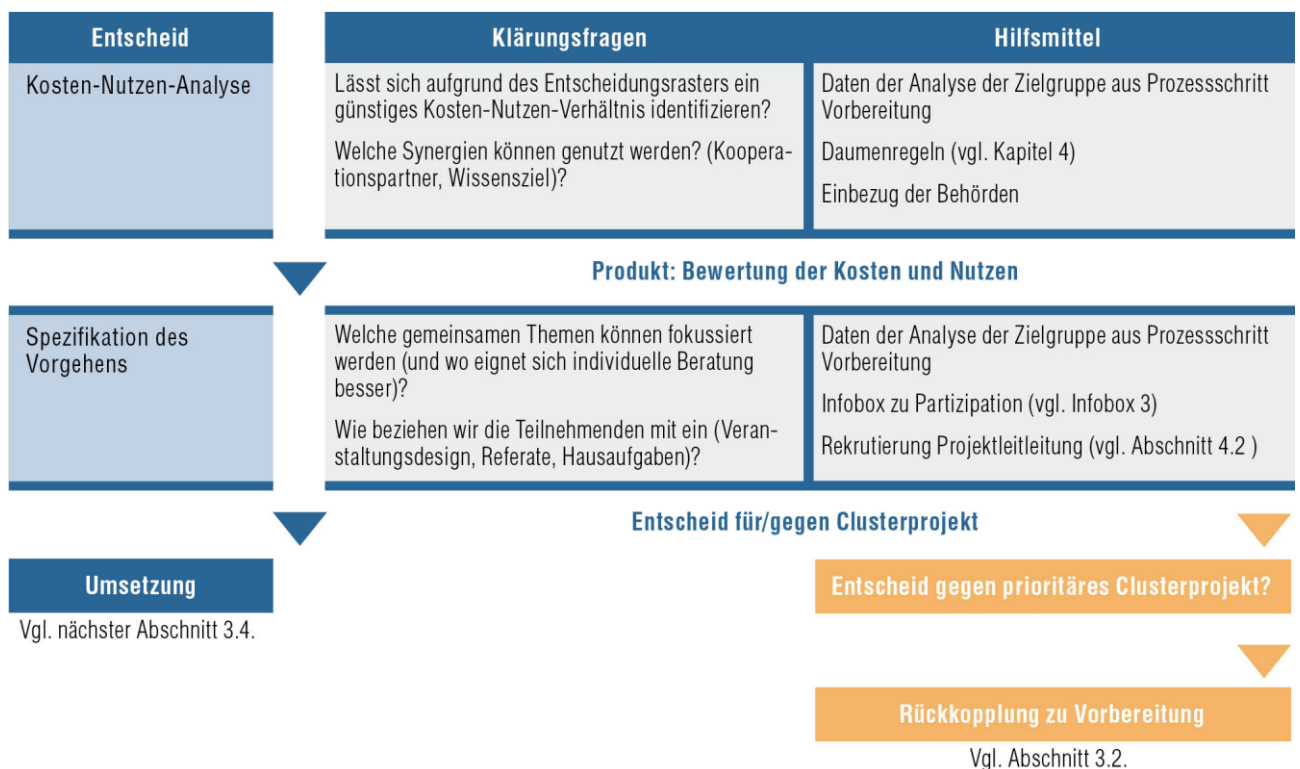 Entscheid
Klärungsfragen
Hilfsmittel
Kosten-Nutzen-Analyse
Lässt sich aufgrund des Entscheidungsrasters ein
günstiges Kosten-Nutzen-Verhältnis identifizieren?
Welche Synergien können genutzt werden? (Koopera-
tionspartner, Wissensziel)?
Daten der Analyse der Zielgruppe aus Prozessschritt
Vorbereitung
Daumenregeln (vgl. Kapitel 4)
Einbezug der Behörden
Produkt: Bewertung der Kosten und Nutzen
Spezifikation des
Vorgehens
Welche gemeinsamen Themen können fokussiert
werden (und wo eignet sich individuelle Beratung
besser)?
Wie beziehen wir die Teilnehmenden mit ein (Veran-
staltungsdesign, Referate, Hausaufgaben)?
Daten der Analyse der Zielgruppe aus Prozessschritt
Vorbereitung
Infobox zu Partizipation (vgl. Infobox 3)
Rekrutierung Projektleitleitung (vgl. Abschnitt 4.2 )
Entscheid für/gegen Clusterprojekt
Umsetzung
Vgl. nächster Abschnitt 3.4.
Entscheid gegen prioritäres Clusterprojekt?
Rückkopplung zu Vorbereitung
Vgl. Abschnitt 3.2.